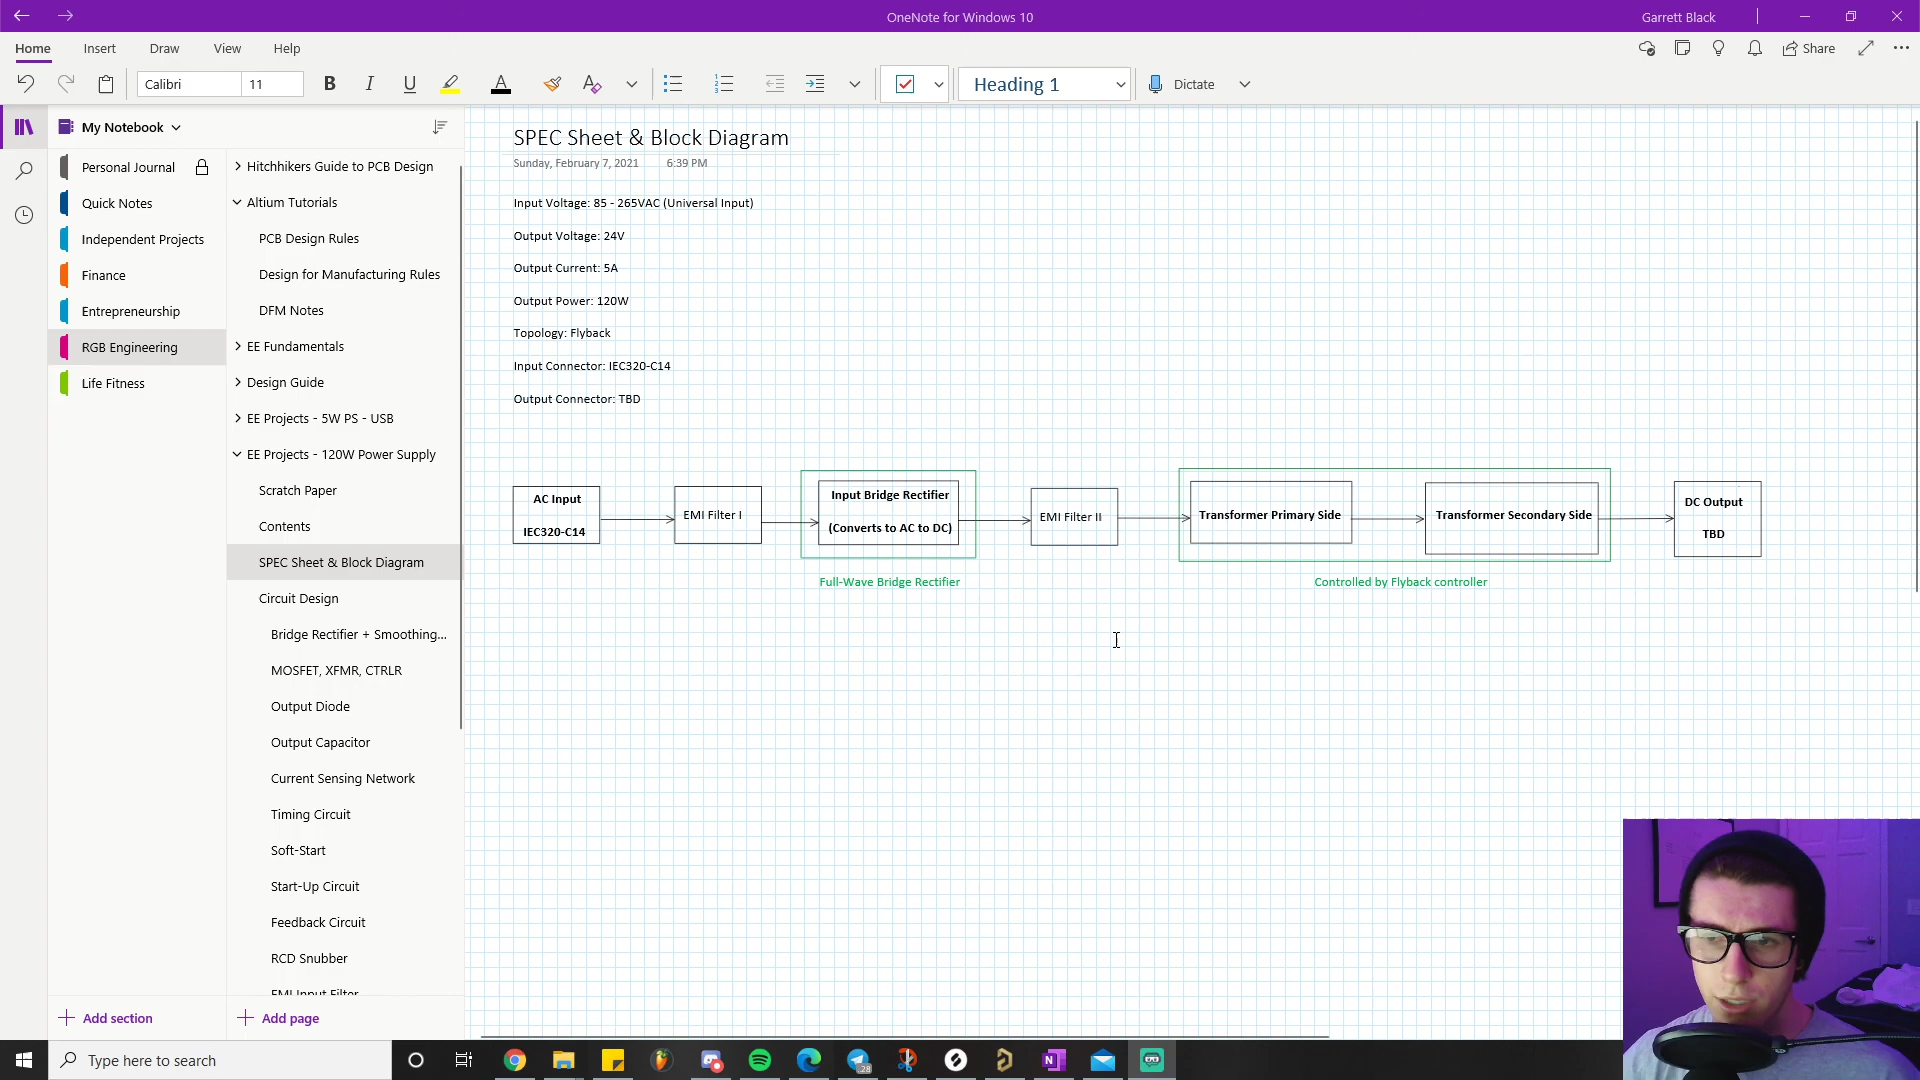 OneNote for Windows 10
Garrett Black
Home
Insert
Draw
View
Help
Share
Calibri
11
B
I
U
A
A
Heading 1
Dictate
My Notebook
Personal Journal
Quick Notes
Independent Projects
Finance
Entrepreneurship
RGB Engineering
Life Fitness
Add section
Hitchhikers Guide to PCB Design
Altium Tutorials
PCB Design Rules
Design for Manufacturing Rules
DFM Notes
EE Fundamentals
Design Guide
EE Projects - 5W PS - USB
EE Projects - 120W Power Supply
Scratch Paper
Contents
SPEC Sheet & Block Diagram
Circuit Design
Bridge Rectifier + Smoothing...
MOSFET, XFMR, CTRLR
Output Diode
Output Capacitor
Current Sensing Network
Timing Circuit
Soft-Start
Start-Up Circuit
Feedback Circuit
RCD Snubber
EMI Input Filter
Add page
SPEC Sheet & Block Diagram
Sunday, February 7, 2021 6:39 PM
Input Voltage: 85 - 265VAC (Universal Input)
Output Voltage: 24V
Output Current: 5A
Output Power: 120W
Topology: Flyback
Input Connector: IEC320-C14
Output Connector: TBD
AC Input
IEC320-C14
EMI Filter I
Input Bridge Rectifier
(Converts to AC to DC)
Full-Wave Bridge Rectifier
EMI Filter II
Transformer Primary Side
Transformer Secondary Side
Controlled by Flyback controller
DC Output
TBD
Type here to search
28